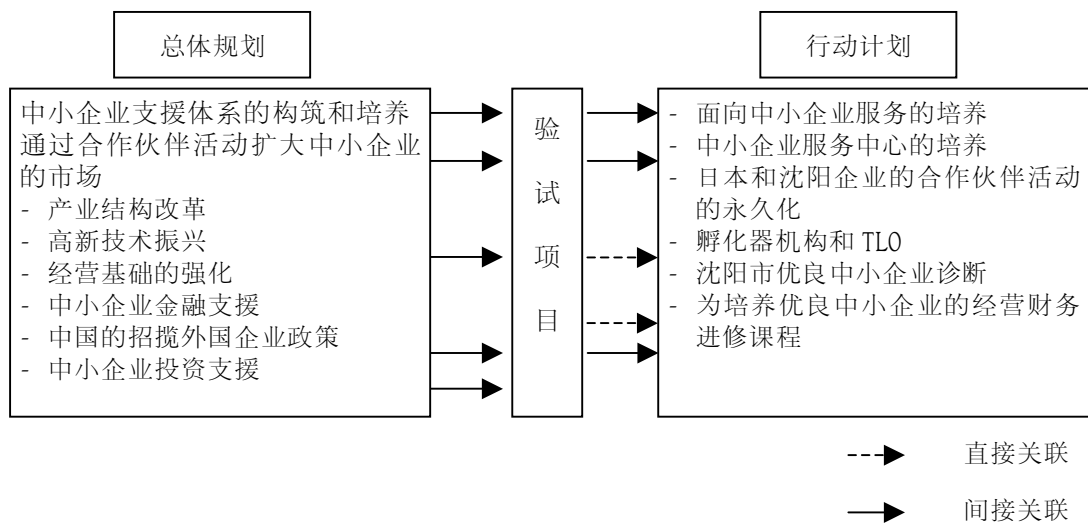 总体规划
行动计划
中小企业支援体系的构筑和培养
通过合作伙伴活动扩大中小企业
的市场
- 产业结构改革
- 高新技术振兴
- 经营基础的强化
- 中小企业金融支援
- 中国的招揽外国企业政策
- 中小企业投资支援
验
试
项
目
- 面向中小企业服务的培养
- 中小企业服务中心的培养
- 日本和沈阳企业的合作伙伴活动
的永久化
- 孵化器机构和 TLO
- 沈阳市优良中小企业诊断
- 为培养优良中小企业的经营财务
进修课程
直接关联
间接关联